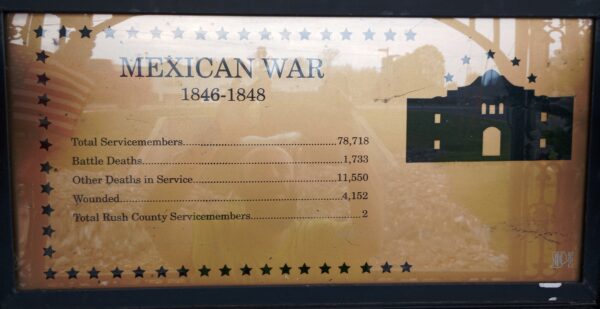 MEXICAN WAR
1846-1848
Total Servicemembers..............................................78,718
Battle Deaths............................................................1,733
Other Deaths in Service...........................................11,550
Wounded...................................................................4,152
Total Rush County Servicemembers.................................2